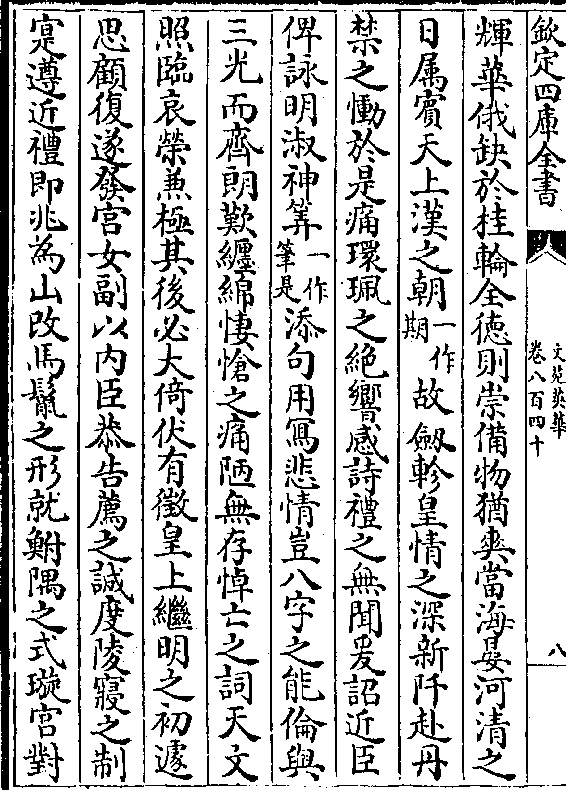 欽定四庫全書
文苑英華
卷八百四十
八
輝華俄缺於桂輪全徳則崇備物猶爽當海晏河清之
日属賓天上漢之朝一作期故劔軫皇情之深新阡赴丹
禁之慟於是痛環珮之絶響感詩禮之無聞爰詔近臣
俾詠明淑神筭一作筆是添句用寫悲情豈八字之能倫與
三光而齊朗歎纒綿悽愴之痛陋無存悼亡之詞天文
照臨哀榮兼極其後必大倚伏有徴皇上繼明之初遽
思顧復遂發宫女副以内臣恭告薦之誠度陵寢之制
寔遵近禮即兆為山改馬鬛之形就鮒隅之式璇宫對